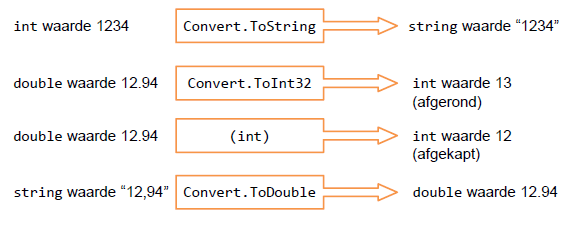 int waarde 1234 Convert.ToString string waarde “1234”
double waarde 12.94 Convert.ToInt32 int waarde 13
(afgerond)
double waarde 12.94 (int) int waarde 12
(afgekapt)
string waarde “12,94” Convert.ToDouble double waarde 12.94